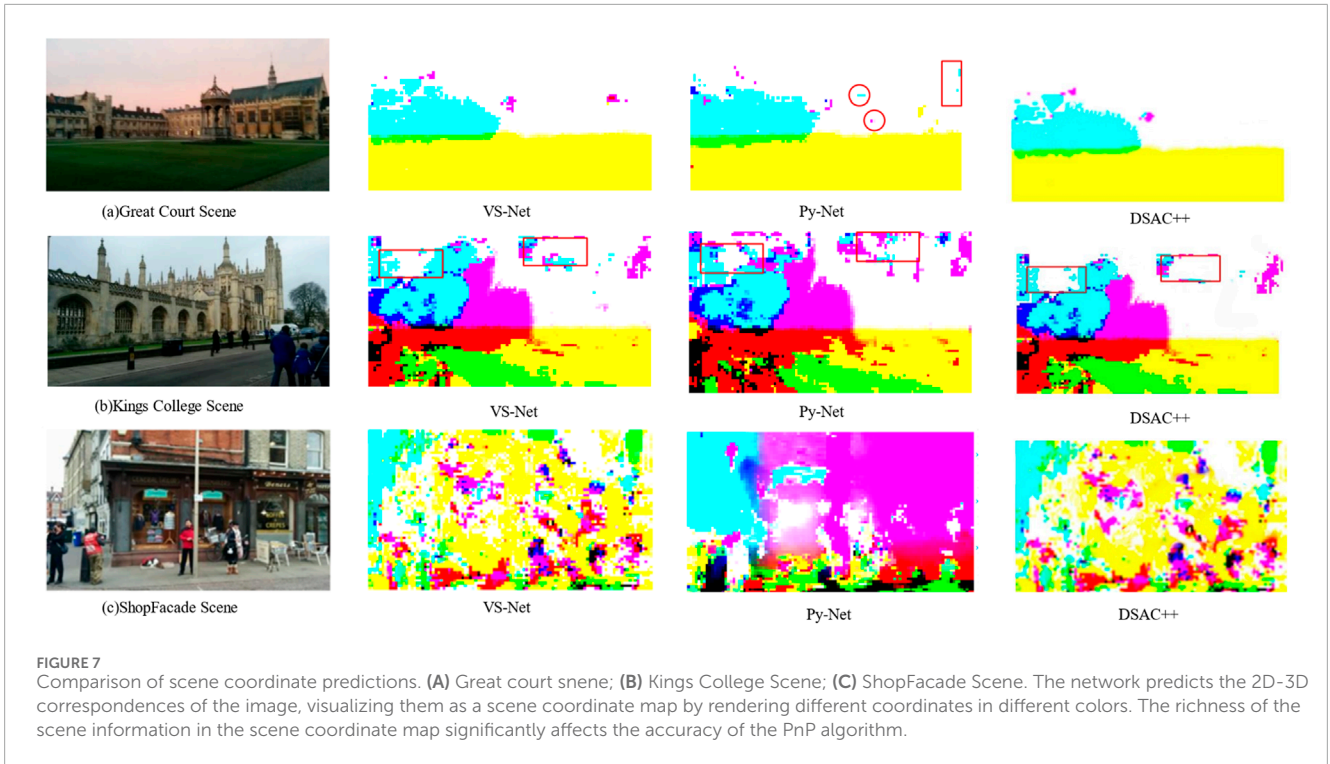 (a)Great Court Scene
VS-Net
Py-Net
DSAC++
(b)Kings College Scene
VS-Net
Py-Net
DSAC++
CREPES
(c)ShopFacade Scene
VS-Net
Py-Net
DSAC++
FIGURE 7
Comparison of scene coordinate predictions. (A) Great court snene; (B) Kings College Scene; (C) ShopFacade Scene. The network predicts the 2D-3D
correspondences of the image, visualizing them as a scene coordinate map by rendering different coordinates in different colors. The richness of the
scene information in the scene coordinate map significantly affects the accuracy of the PnP algorithm.